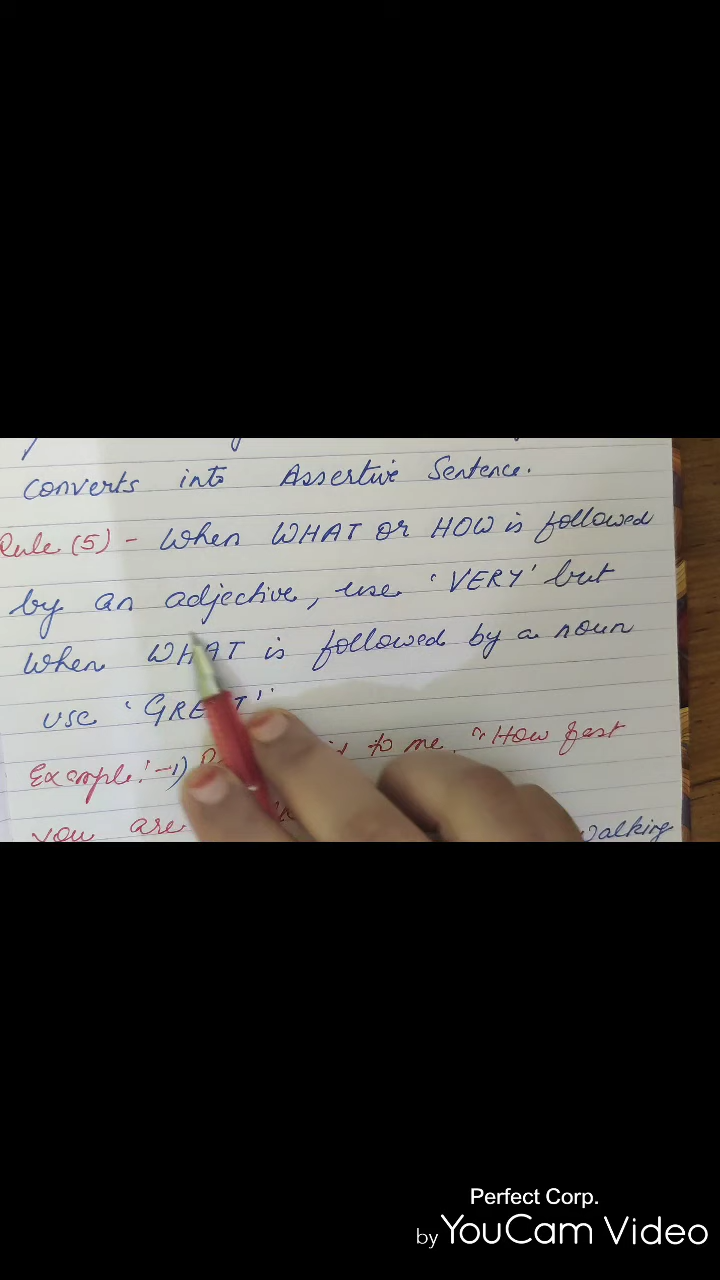 converts into Assertive Sentence.
Rule (5) - When WHAT or HOW is followed
by an adjective, use 'VERY' but
when WHAT is followed by a noun
use 'GREAT'
Example:-1) to me, "How fast
you are walking
Perfect Corp.
by YouCam Video